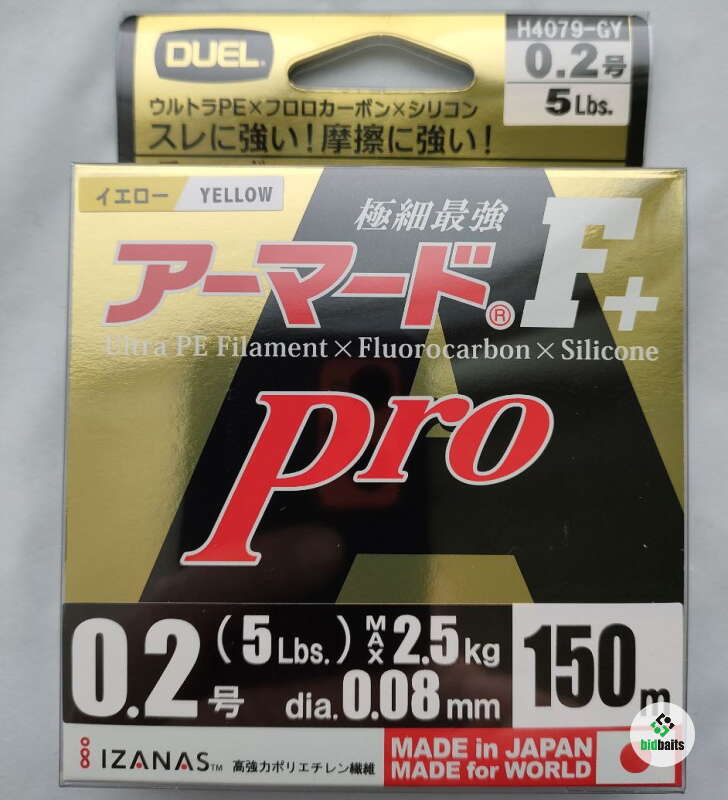 DUEL®
H4079-GY
0.2号
5Lbs.
ウルトラPE×フロロカーボン×シリコン
スレに強い!摩擦に強い!
イエロー YELLOW
極細最強
アーマード® F+
Ultra PE Filament×Fluorocarbon×Silicone
Pro
0.2号 (5Lbs.) MAX 2.5kg
dia. 0.08mm
150m
IZANAS™ 高強力ポリエチレン繊維
MADE in JAPAN
MADE for WORLD
bidbaits